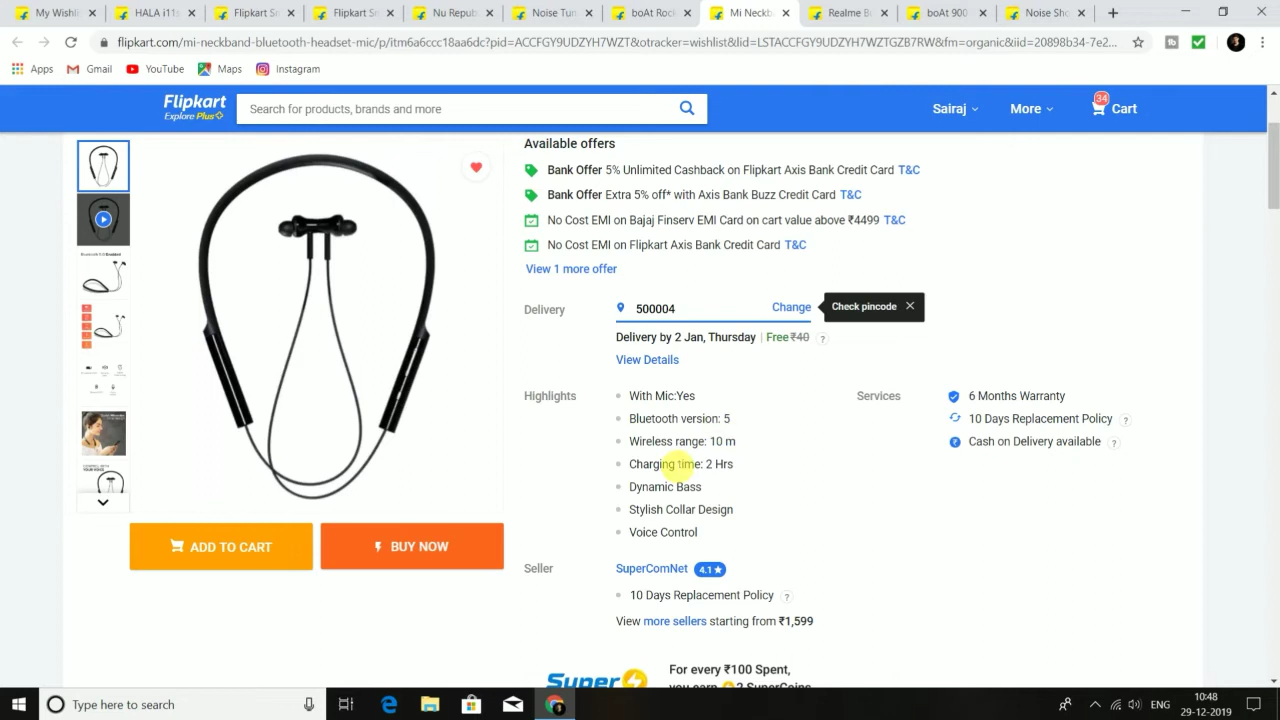 My Wishli
HALA i11s
Flipkart Sm
Flipkart Sm
Nu Repub
Noise Tun
boAt Rock
Mi Neckb
Realme B
boAt 900
Noise Sho
flipkart.com/mi-neckband-bluetooth-headset-mic/p/itm6a6ccc18aa6dc?pid=ACCFGY9UDZYH7WZT&otracker=wishlist&lid=LSTACCFGY9UDZYH7WZTGZB7RW&fm=organic&iid=20898b34-7e2...
Apps
Gmail
YouTube
Maps
Instagram
Flipkart
Explore Plus
Search for products, brands and more
Sairaj
More
34
Cart
Available offers
Bank Offer 5% Unlimited Cashback on Flipkart Axis Bank Credit Card T&C
Bank Offer Extra 5% off* with Axis Bank Buzz Credit Card T&C
No Cost EMI on Bajaj Finserv EMI Card on cart value above ₹4499 T&C
No Cost EMI on Flipkart Axis Bank Credit Card T&C
View 1 more offer
Delivery
500004
Change
Check pincode
Delivery by 2 Jan, Thursday | Free ₹40 ?
View Details
Highlights
With Mic:Yes
Bluetooth version: 5
Wireless range: 10 m
Charging time: 2 Hrs
Dynamic Bass
Stylish Collar Design
Voice Control
Services
6 Months Warranty
10 Days Replacement Policy ?
Cash on Delivery available ?
ADD TO CART
BUY NOW
Seller
SuperComNet 4.1★
10 Days Replacement Policy ?
View more sellers starting from ₹1,599
Super
For every ₹100 Spent,
you earn 2 SuperCoins
Type here to search
ENG
10:48
29-12-2019